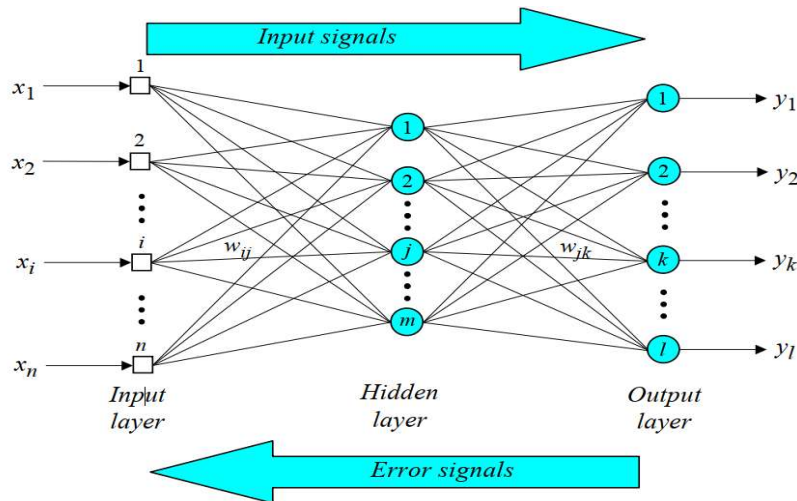 Input signals
1
x1
1
1
y1
2
x2
2
2
y2
i
xi
wij
j
wjk
k
yk
m
n
xn
l
yl
Input
layer
Hidden
layer
Output
layer
Error signals